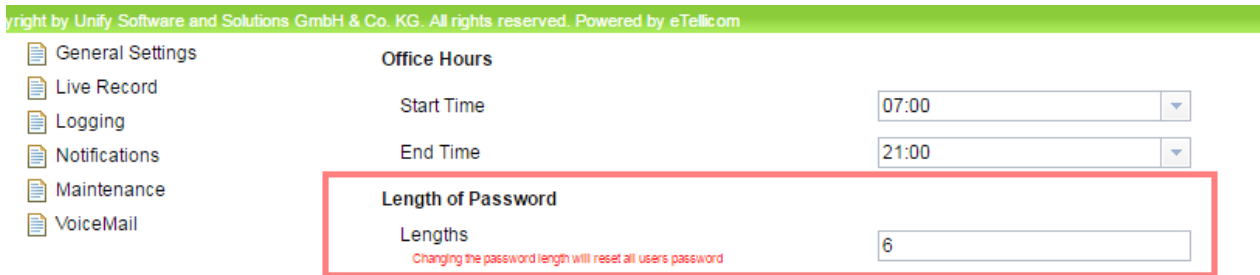 yright by Unify Software and Solutions GmbH & Co. KG. All rights reserved. Powered by eTellicom
General Settings
Live Record
Logging
Notifications
Maintenance
VoiceMail
Office Hours
Start Time 07:00
End Time 21:00
Length of Password
Lengths 6
Changing the password length will reset all users password